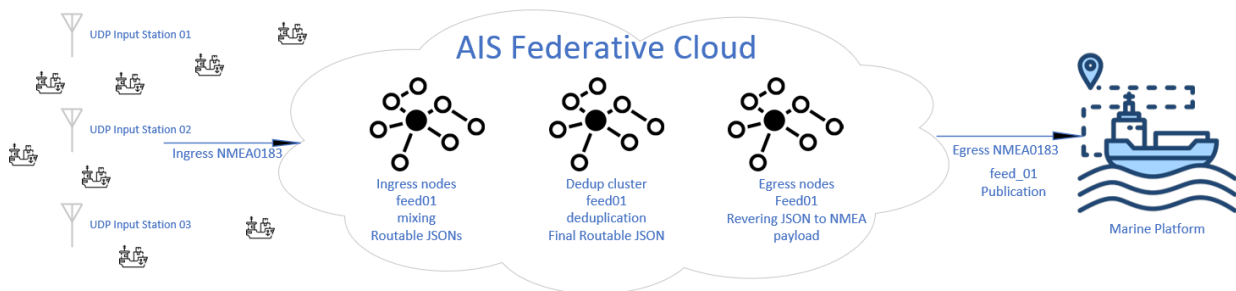 AIS Federative Cloud
UDP Input Station 01
UDP Input Station 02
Ingress NMEA0183
UDP Input Station 03
Ingress nodes
feed01
mixing
Routable JSONs
Dedup cluster
feed01
deduplication
Final Routable JSON
Egress nodes
Feed01
Revering JSON to NMEA
payload
Egress NMEA0183
feed_01
Publication
Marine Platform